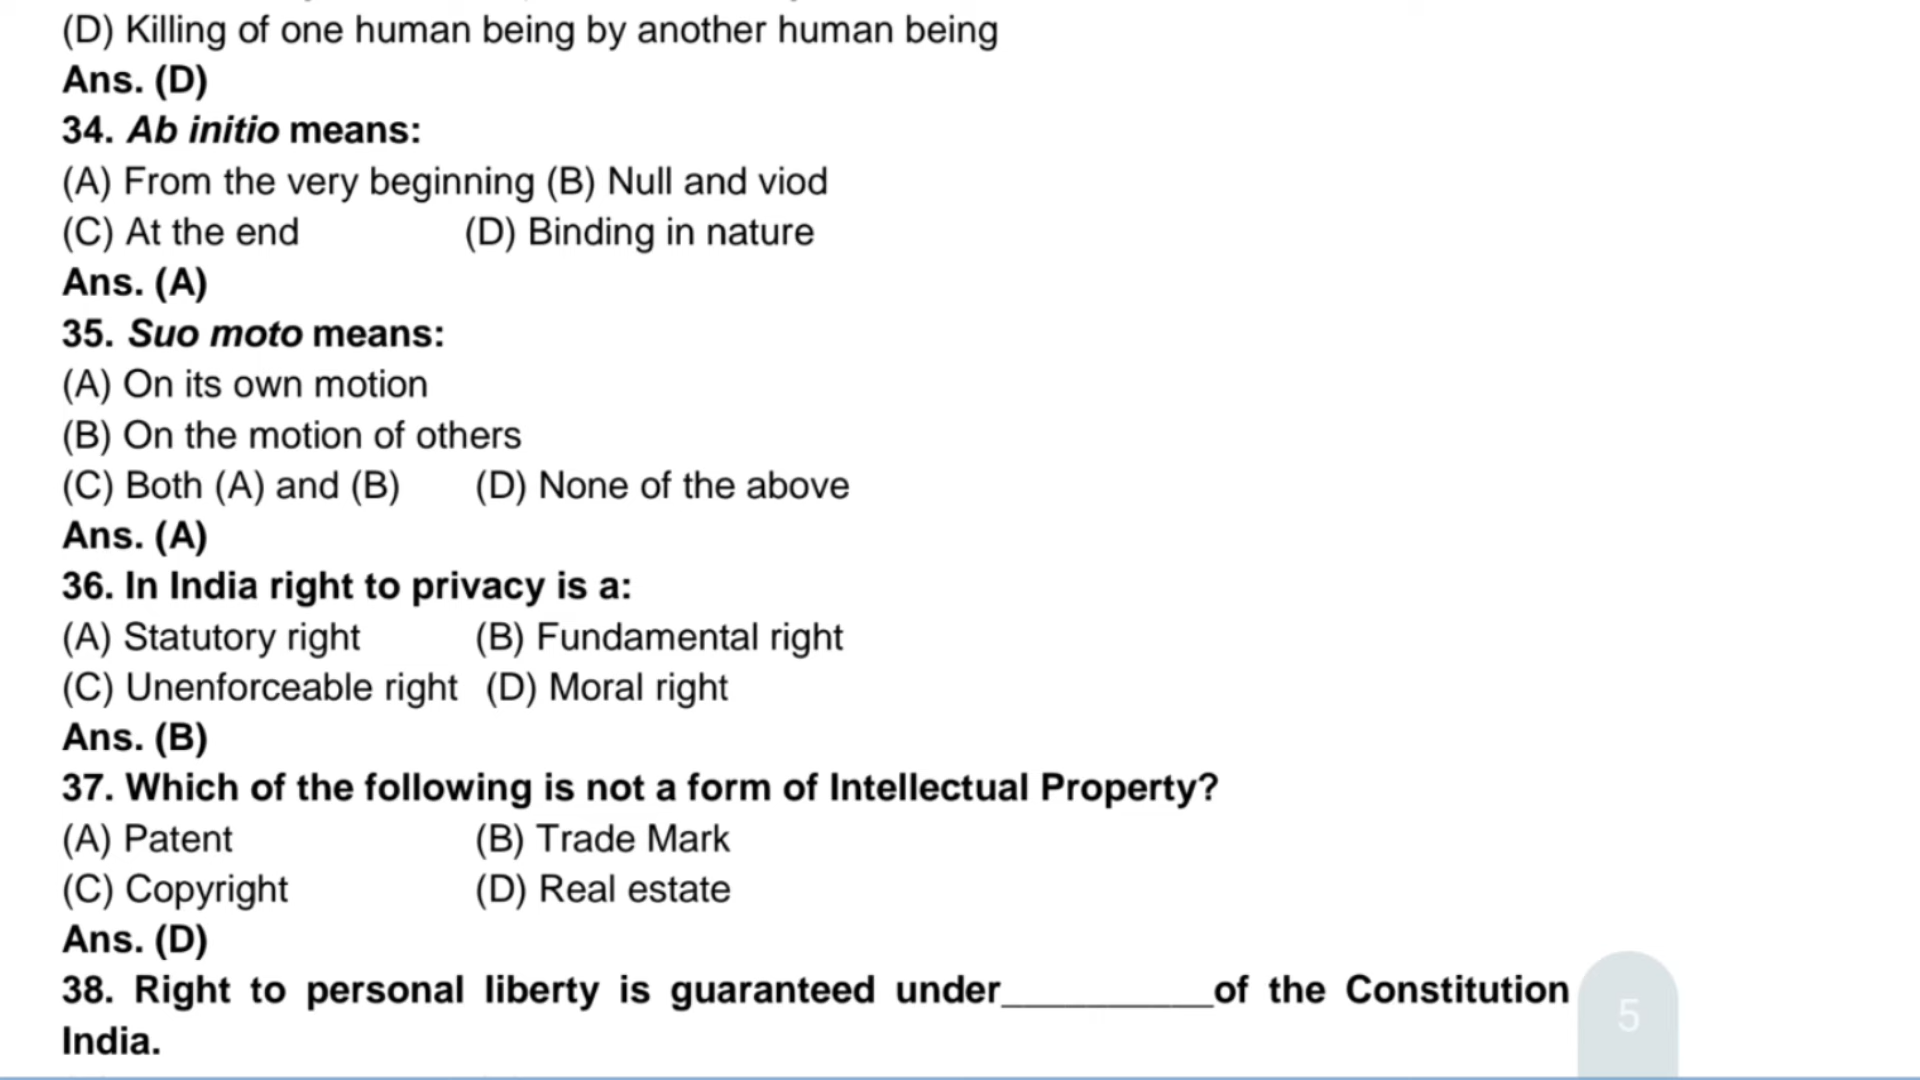 (D) Killing of one human being by another human being
Ans. (D)
34. Ab initio means:
(A) From the very beginning (B) Null and viod
(C) At the end (D) Binding in nature
Ans. (A)
35. Suo moto means:
(A) On its own motion
(B) On the motion of others
(C) Both (A) and (B) (D) None of the above
Ans. (A)
36. In India right to privacy is a:
(A) Statutory right (B) Fundamental right
(C) Unenforceable right (D) Moral right
Ans. (B)
37. Which of the following is not a form of Intellectual Property?
(A) Patent (B) Trade Mark
(C) Copyright (D) Real estate
Ans. (D)
38. Right to personal liberty is guaranteed under__________of the Constitution
India.
5